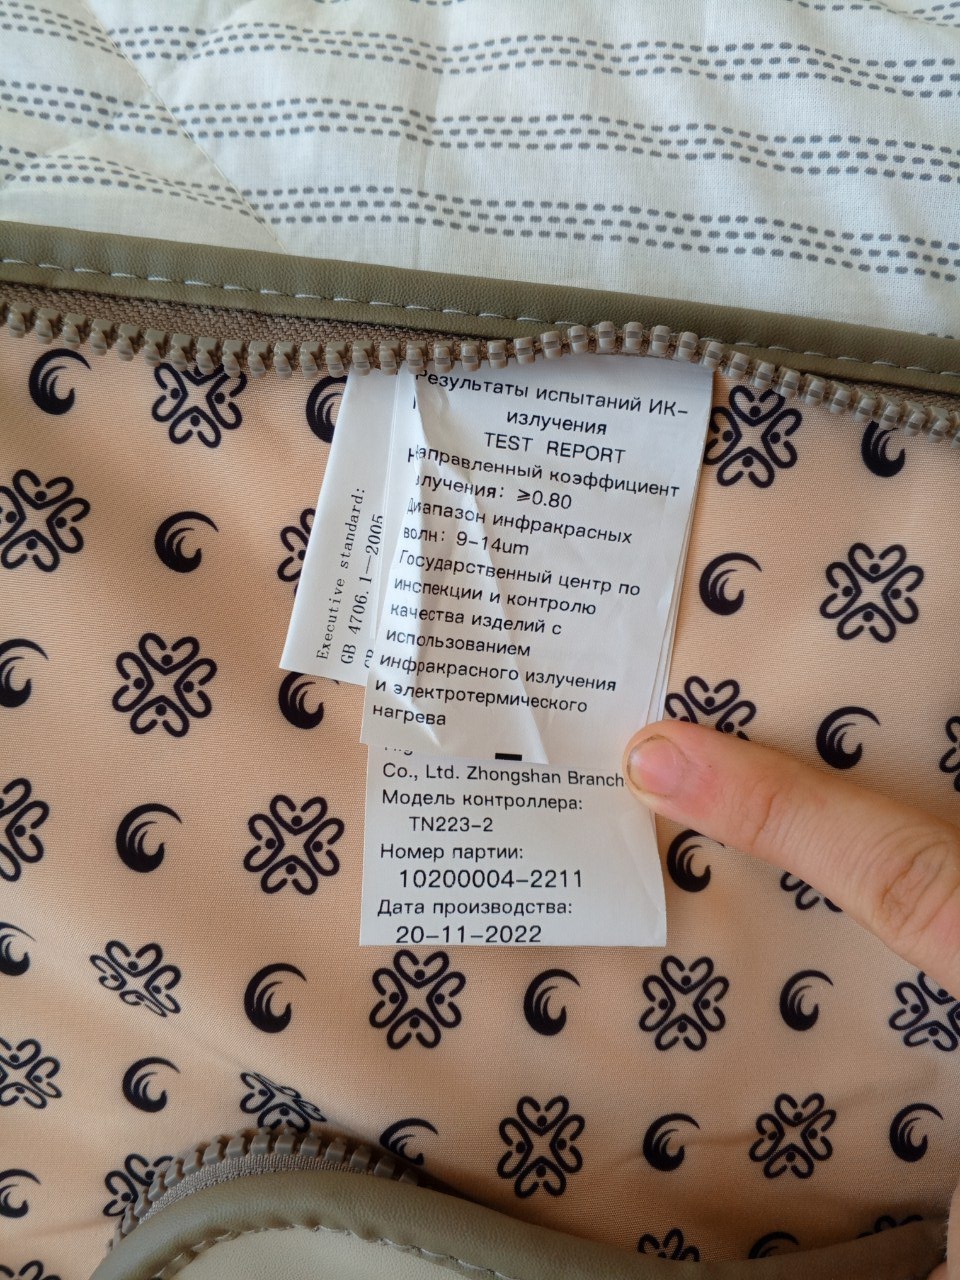 Результаты испытаний ИК-
излучения
TEST REPORT
Направленный коэффициент
излучения: ⩾0.80
Диапазон инфракрасных
волн: 9-14um
Государственный центр по
инспекции и контролю
качества изделий с
использованием
инфракрасного излучения
и электротермического
нагрева
Co., Ltd. Zhongshan Branch
Модель контроллера:
TN223-2
Номер партии:
10200004-2211
Дата производства:
20-11-2022
Executive standard:
GB 4706.1—2005